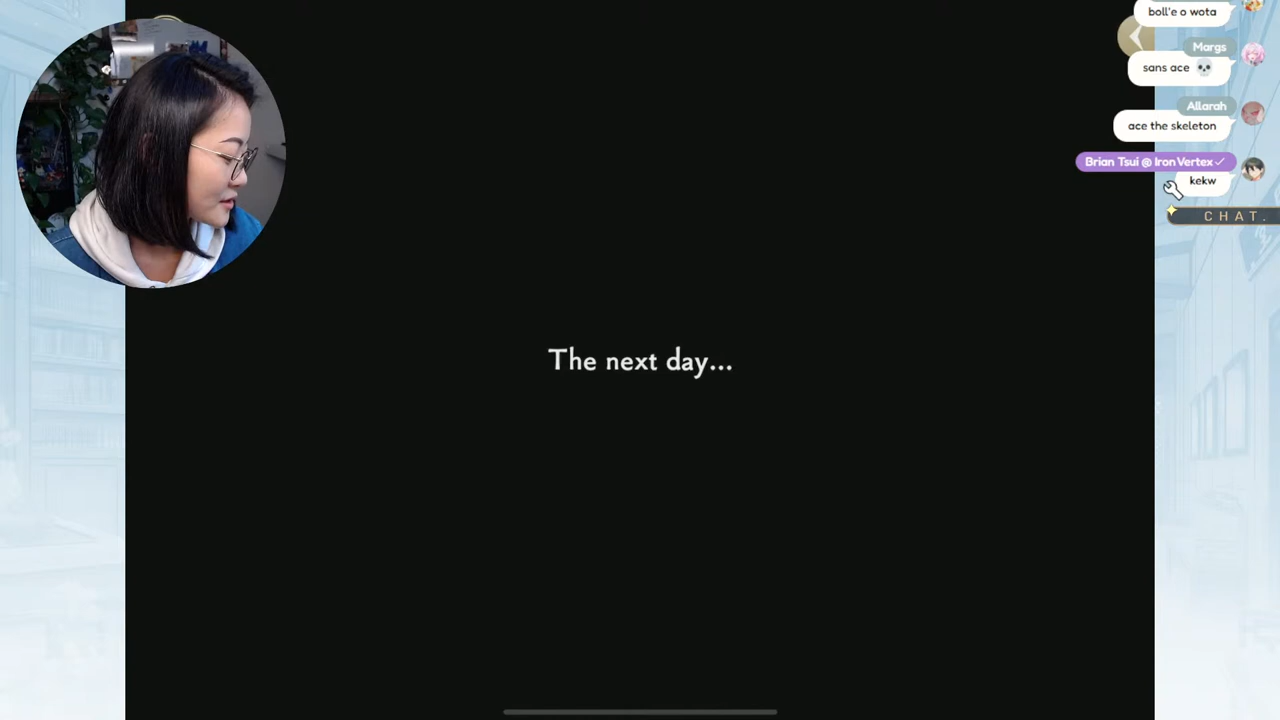 boll'e o wota
Margs
sans ace 💀
Allarah
ace the skeleton
Brian Tsui @ Iron Vertex ✓
kekw
CHAT.
The next day...